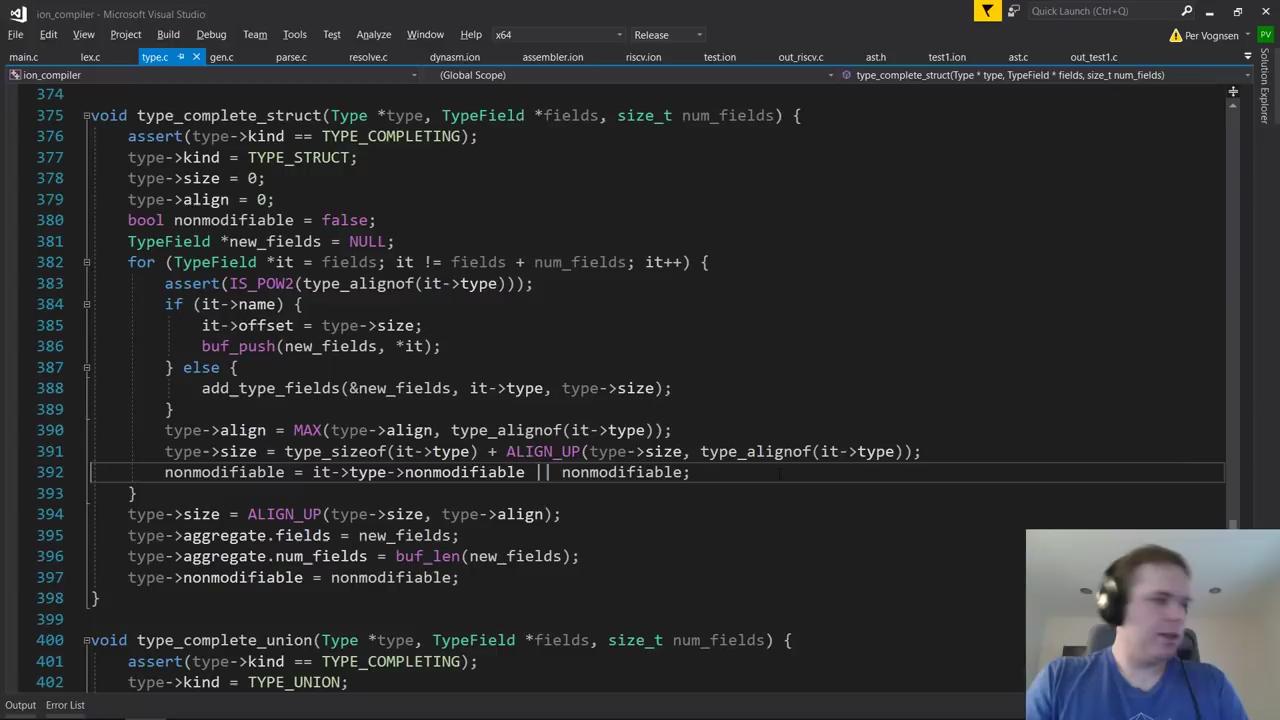 ion_compiler - Microsoft Visual Studio
Quick Launch (Ctrl+Q)
File Edit View Project Build Debug Team Tools Test Analyze Window Help x64 Release Per Vognsen PV
main.c lex.c type.c gen.c parse.c resolve.c test.ion dynasm.ion assembler.ion riscv.ion out_riscv.c ast.h test1.ion ast.c out_test1.c
ion_compiler (Global Scope) type_complete_struct(Type * type, TypeField * fields, size_t num_fields)
Solution Explorer
374
375 void type_complete_struct(Type *type, TypeField *fields, size_t num_fields) {
376 assert(type->kind == TYPE_COMPLETING);
377 type->kind = TYPE_STRUCT;
378 type->size = 0;
379 type->align = 0;
380 bool nonmodifiable = false;
381 TypeField *new_fields = NULL;
382 for (TypeField *it = fields; it != fields + num_fields; it++) {
383 assert(IS_POW2(type_alignof(it->type)));
384 if (it->name) {
385 it->offset = type->size;
386 buf_push(new_fields, *it);
387 } else {
388 add_type_fields(&new_fields, it->type, type->size);
389 }
390 type->align = MAX(type->align, type_alignof(it->type));
391 type->size = type_sizeof(it->type) + ALIGN_UP(type->size, type_alignof(it->type));
392 nonmodifiable = it->type->nonmodifiable || nonmodifiable;
393 }
394 type->size = ALIGN_UP(type->size, type->align);
395 type->aggregate.fields = new_fields;
396 type->aggregate.num_fields = buf_len(new_fields);
397 type->nonmodifiable = nonmodifiable;
398 }
399
400 void type_complete_union(Type *type, TypeField *fields, size_t num_fields) {
401 assert(type->kind == TYPE_COMPLETING);
402 type->kind = TYPE_UNION;
Output Error List